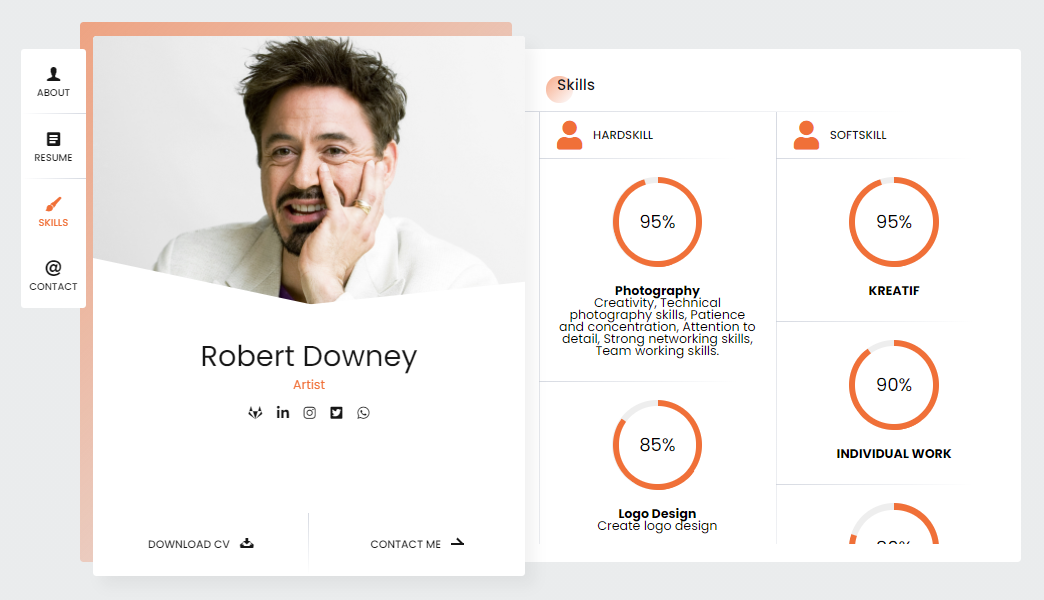 ABOUT
RESUME
SKILLS
@
CONTACT
Robert Downey
Artist
in
DOWNLOAD CV
CONTACT ME
Skills
HARDSKILL
95%
Photography
Creativity, Technical
photography skills, Patience
and concentration, Attention to
detail, Strong networking skills,
Team working skills.
85%
Logo Design
Create logo design
SOFTSKILL
95%
KREATIF
90%
INDIVIDUAL WORK